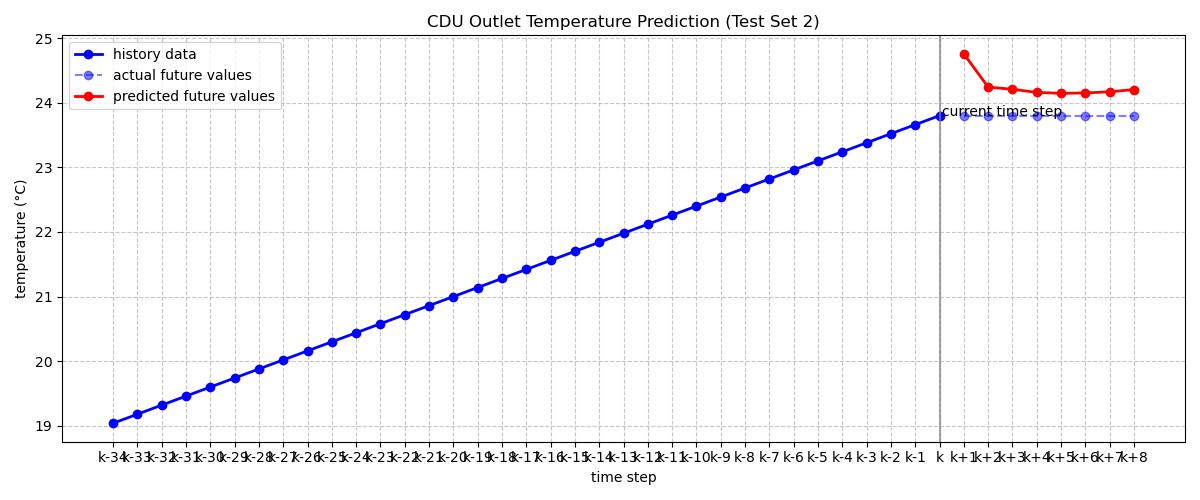 CDU Outlet Temperature Prediction (Test Set 2)
history data
actual future values
predicted future values
current time step
temperature (°C)
25
24
23
22
21
20
19
k-34 k-33 k-32 k-31 k-30 k-29 k-28 k-27 k-26 k-25 k-24 k-23 k-22 k-21 k-20 k-19 k-18 k-17 k-16 k-15 k-14 k-13 k-12 k-11 k-10 k-9 k-8 k-7 k-6 k-5 k-4 k-3 k-2 k-1 k k+1 k+2 k+3 k+4 k+5 k+6 k+7 k+8
time step